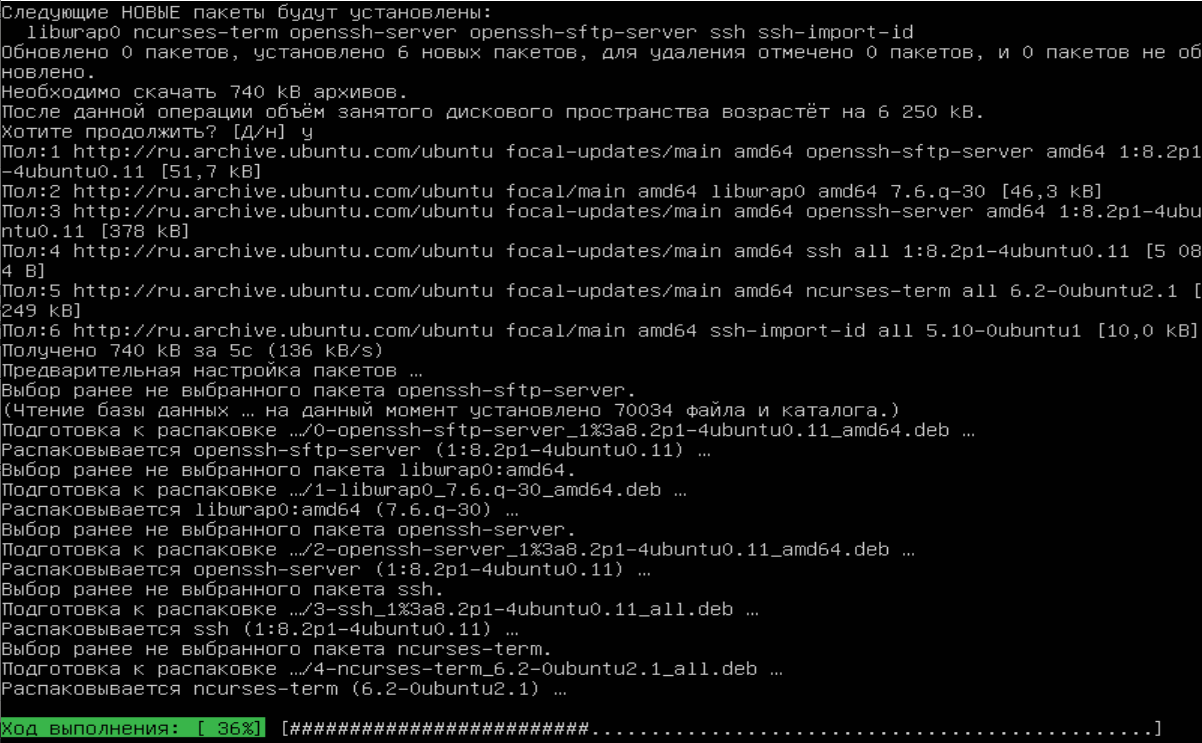 Следующие НОВЫЕ пакеты будут установлены:
  libwrap0 ncurses-term openssh-server openssh-sftp-server ssh ssh-import-id
Обновлено 0 пакетов, установлено 6 новых пакетов, для удаления отмечено 0 пакетов, и 0 пакетов не об
новлено.
Необходимо скачать 740 kB архивов.
После данной операции объём занятого дискового пространства возрастёт на 6 250 kB.
Хотите продолжить? [Д/н] y
Пол:1 http://ru.archive.ubuntu.com/ubuntu focal-updates/main amd64 openssh-sftp-server amd64 1:8.2p1
-4ubuntu0.11 [51,7 kB]
Пол:2 http://ru.archive.ubuntu.com/ubuntu focal/main amd64 libwrap0 amd64 7.6.q-30 [46,3 kB]
Пол:3 http://ru.archive.ubuntu.com/ubuntu focal-updates/main amd64 openssh-server amd64 1:8.2p1-4ubu
ntu0.11 [378 kB]
Пол:4 http://ru.archive.ubuntu.com/ubuntu focal-updates/main amd64 ssh all 1:8.2p1-4ubuntu0.11 [5 08
4 B]
Пол:5 http://ru.archive.ubuntu.com/ubuntu focal-updates/main amd64 ncurses-term all 6.2-0ubuntu2.1 [
249 kB]
Пол:6 http://ru.archive.ubuntu.com/ubuntu focal/main amd64 ssh-import-id all 5.10-0ubuntu1 [10,0 kB]
Получено 740 kB за 5с (136 kB/s)
Предварительная настройка пакетов …
Выбор ранее не выбранного пакета openssh-sftp-server.
(Чтение базы данных … на данный момент установлено 70034 файла и каталога.)
Подготовка к распаковке …/0-openssh-sftp-server_1%3a8.2p1-4ubuntu0.11_amd64.deb …
Распаковывается openssh-sftp-server (1:8.2p1-4ubuntu0.11) …
Выбор ранее не выбранного пакета libwrap0:amd64.
Подготовка к распаковке …/1-libwrap0_7.6.q-30_amd64.deb …
Распаковывается libwrap0:amd64 (7.6.q-30) …
Выбор ранее не выбранного пакета openssh-server.
Подготовка к распаковке …/2-openssh-server_1%3a8.2p1-4ubuntu0.11_amd64.deb …
Распаковывается openssh-server (1:8.2p1-4ubuntu0.11) …
Выбор ранее не выбранного пакета ssh.
Подготовка к распаковке …/3-ssh_1%3a8.2p1-4ubuntu0.11_all.deb …
Распаковывается ssh (1:8.2p1-4ubuntu0.11) …
Выбор ранее не выбранного пакета ncurses-term.
Подготовка к распаковке …/4-ncurses-term_6.2-0ubuntu2.1_all.deb …
Распаковывается ncurses-term (6.2-0ubuntu2.1) …
Ход выполнения: [ 36%] [#########################...............................................]